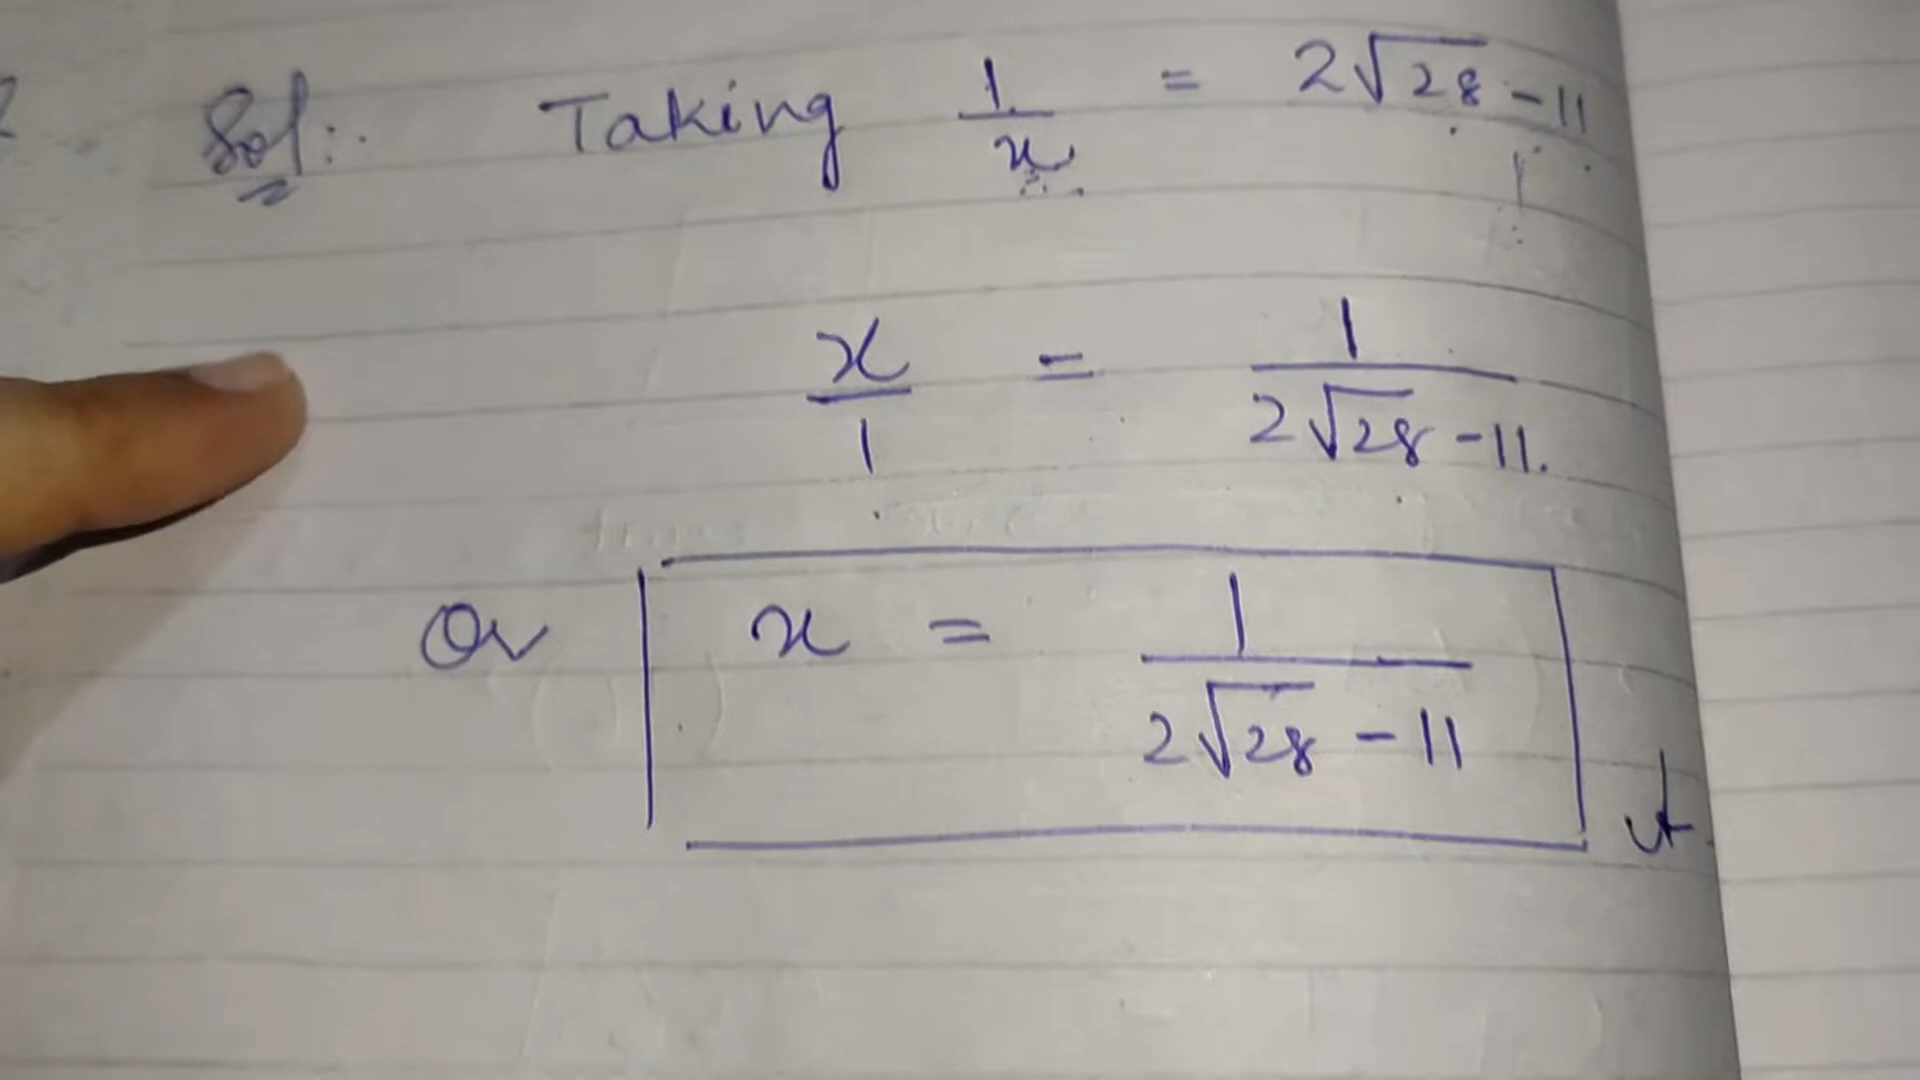 Sol:. Taking 1/x = 2√28 - 11
x/1 = 1/(2√28 - 11.)
Or x = 1/(2√28 - 11)